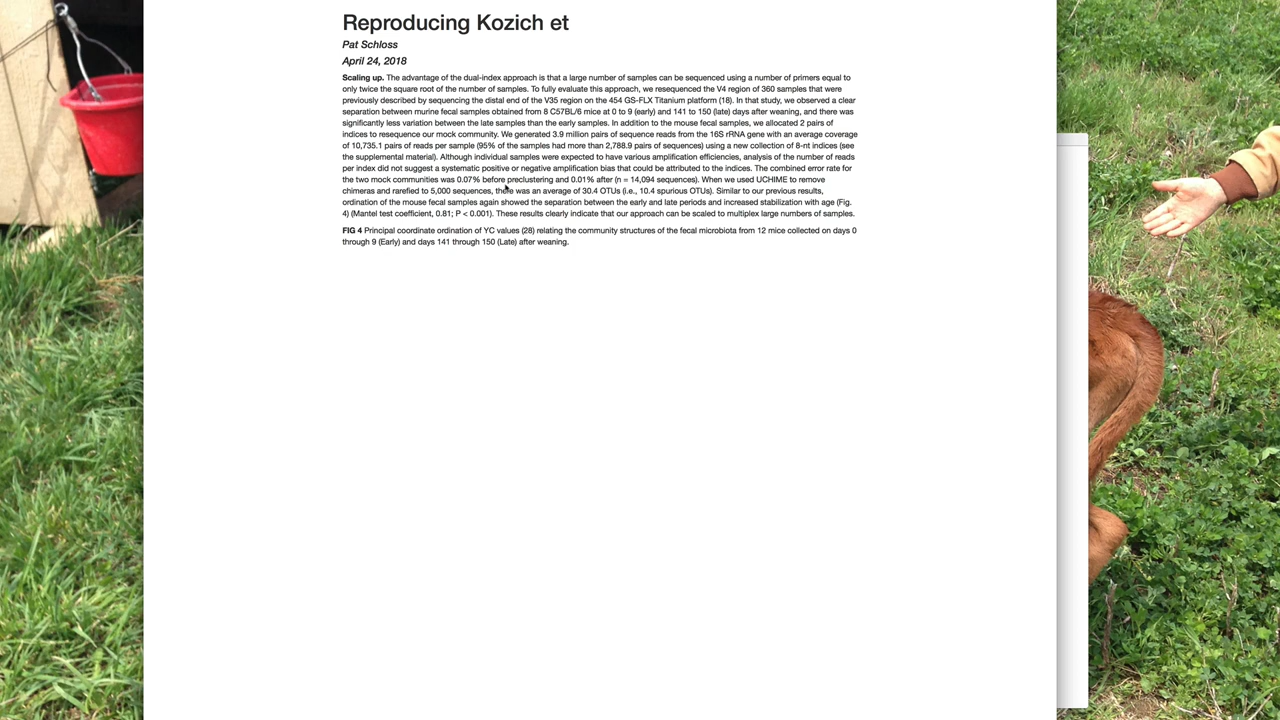 Reproducing Kozich et
Pat Schloss
April 24, 2018
Scaling up. The advantage of the dual-index approach is that a large number of samples can be sequenced using a number of primers equal to
only twice the square root of the number of samples. To fully evaluate this approach, we resequenced the V4 region of 360 samples that were
previously described by sequencing the distal end of the V35 region on the 454 GS-FLX Titanium platform (18). In that study, we observed a clear
separation between murine fecal samples obtained from 8 C57BL/6 mice at 0 to 9 (early) and 141 to 150 (late) days after weaning, and there was
significantly less variation between the late samples than the early samples. In addition to the mouse fecal samples, we allocated 2 pairs of
indices to resequence our mock community. We generated 3.9 million pairs of sequence reads from the 16S rRNA gene with an average coverage
of 10,735.1 pairs of reads per sample (95% of the samples had more than 2,788.9 pairs of sequences) using a new collection of 8-nt indices (see
the supplemental material). Although individual samples were expected to have various amplification efficiencies, analysis of the number of reads
per index did not suggest a systematic positive or negative amplification bias that could be attributed to the indices. The combined error rate for
the two mock communities was 0.07% before preclustering and 0.01% after (n = 14,094 sequences). When we used UCHIME to remove
chimeras and rarefied to 5,000 sequences, there was an average of 30.4 OTUs (i.e., 10.4 spurious OTUs). Similar to our previous results,
ordination of the mouse fecal samples again showed the separation between the early and late periods and increased stabilization with age (Fig.
4) (Mantel test coefficient, 0.81; P < 0.001). These results clearly indicate that our approach can be scaled to multiplex large numbers of samples.
FIG 4 Principal coordinate ordination of YC values (28) relating the community structures of the fecal microbiota from 12 mice collected on days 0
through 9 (Early) and days 141 through 150 (Late) after weaning.